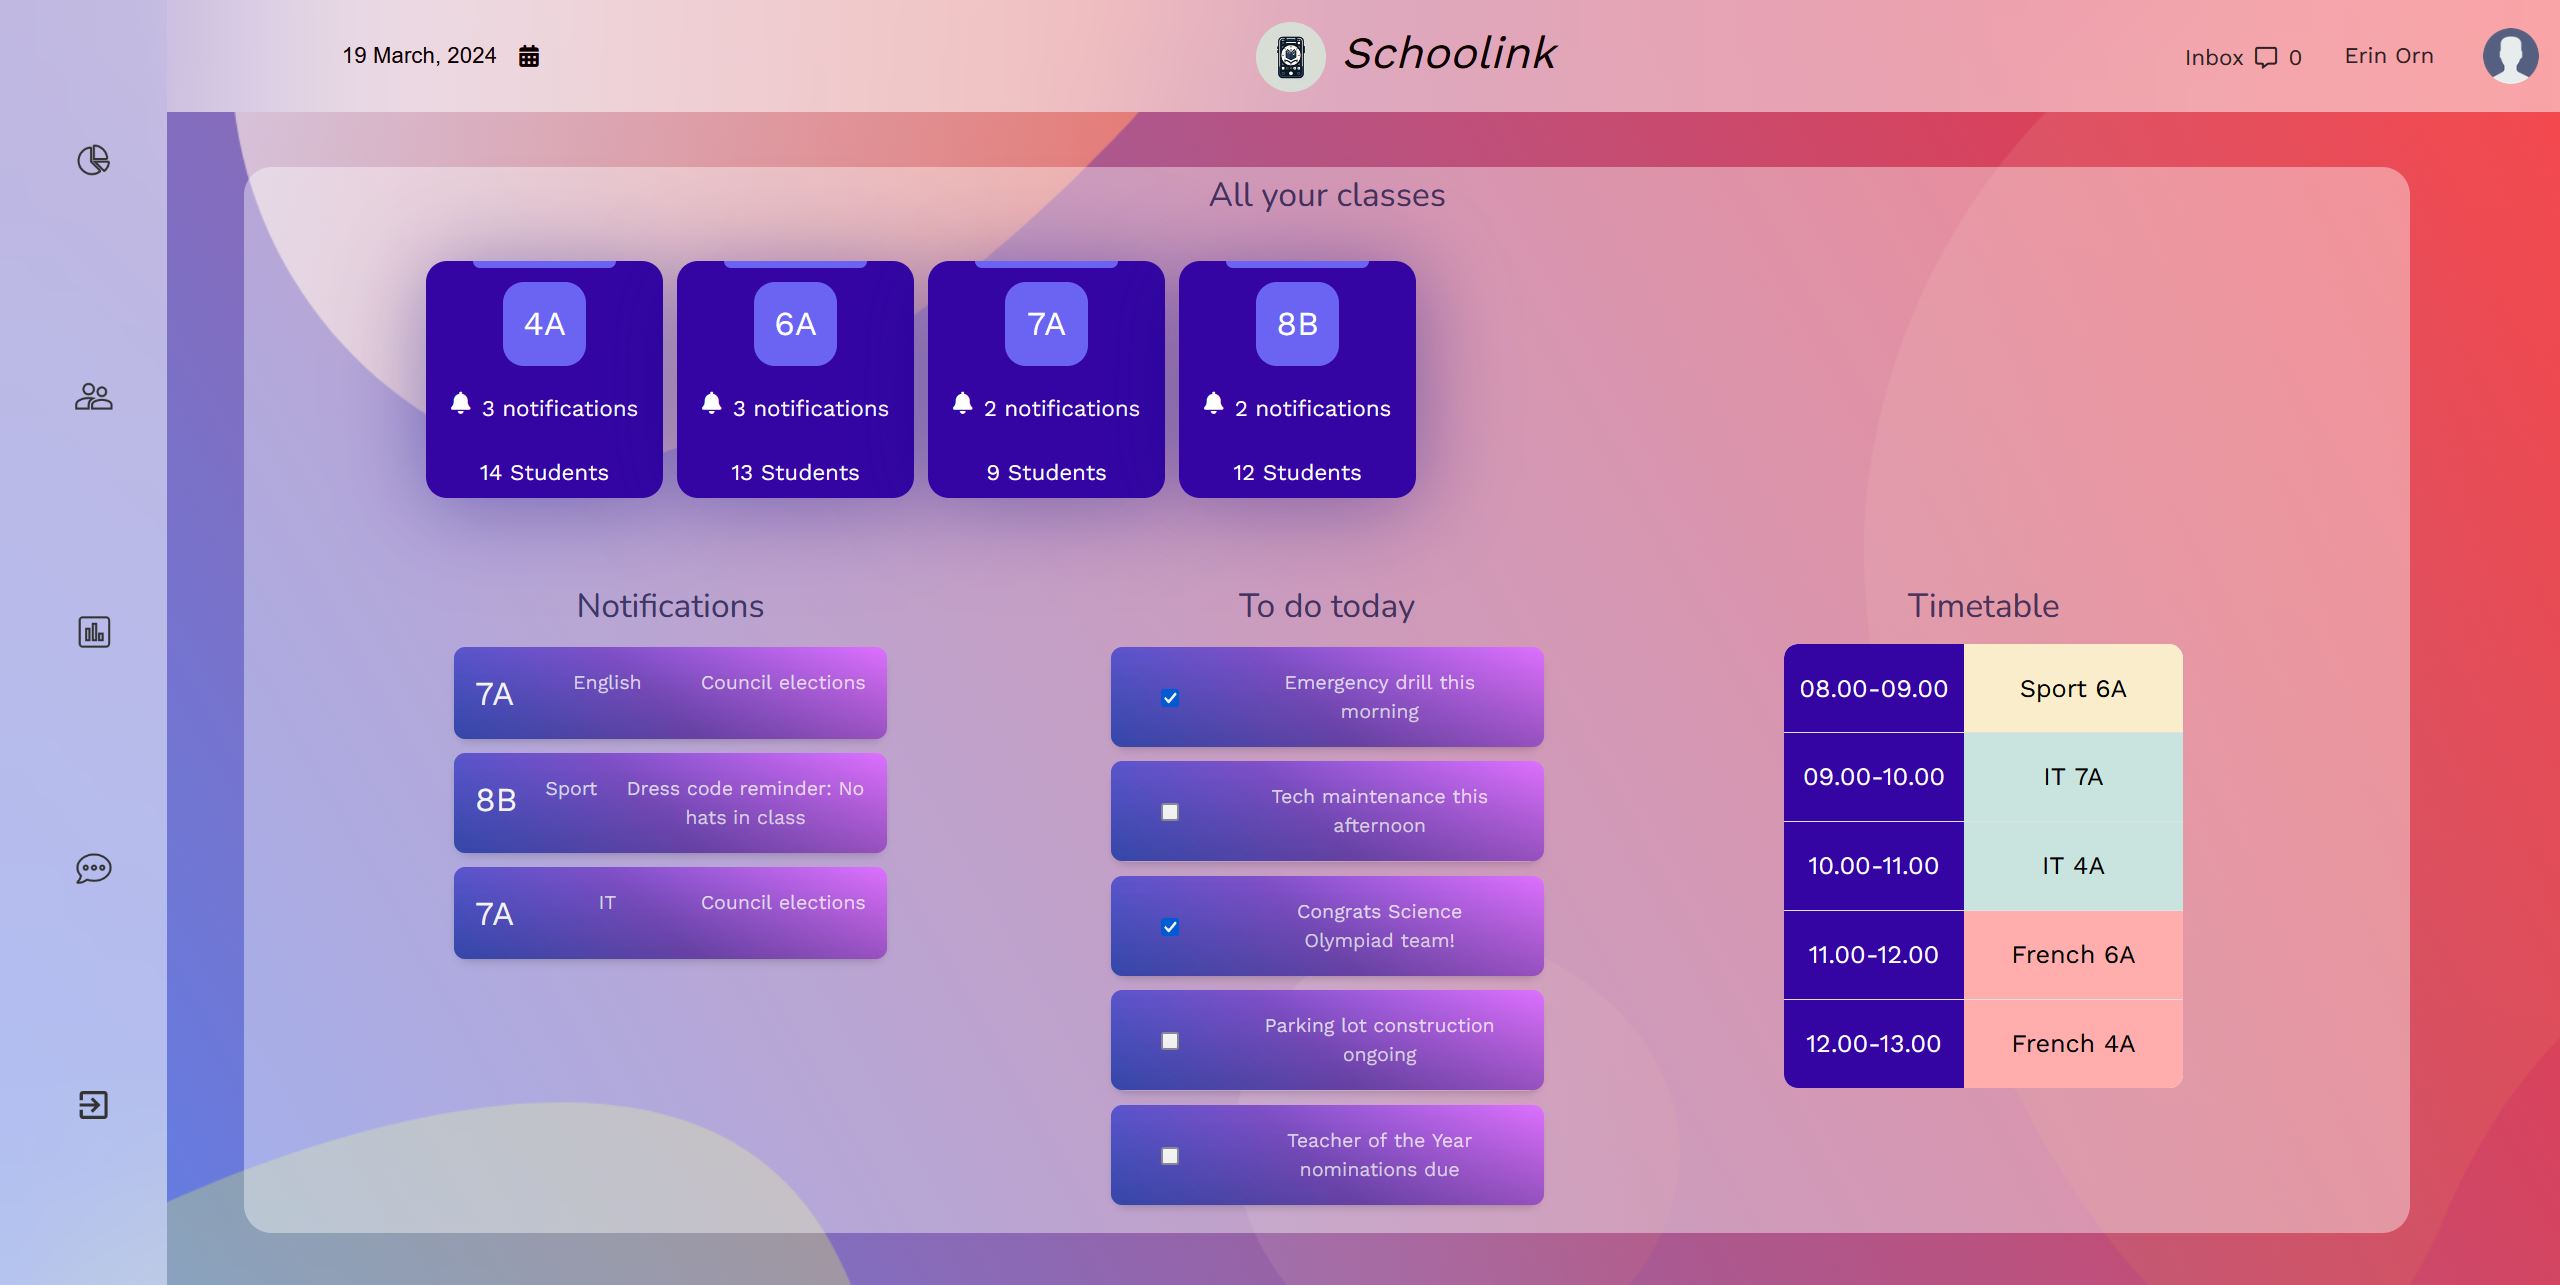 19 March, 2024
Schoolink
Inbox 0
Erin Orn
All your classes
4A
3 notifications
14 Students
6A
3 notifications
13 Students
7A
2 notifications
9 Students
8B
2 notifications
12 Students
Notifications
7A English Council elections
8B Sport Dress code reminder: No
hats in class
7A IT Council elections
To do today
Emergency drill this
morning
Tech maintenance this
afternoon
Congrats Science
Olympiad team!
Parking lot construction
ongoing
Teacher of the Year
nominations due
Timetable
08.00-09.00 Sport 6A
09.00-10.00 IT 7A
10.00-11.00 IT 4A
11.00-12.00 French 6A
12.00-13.00 French 4A